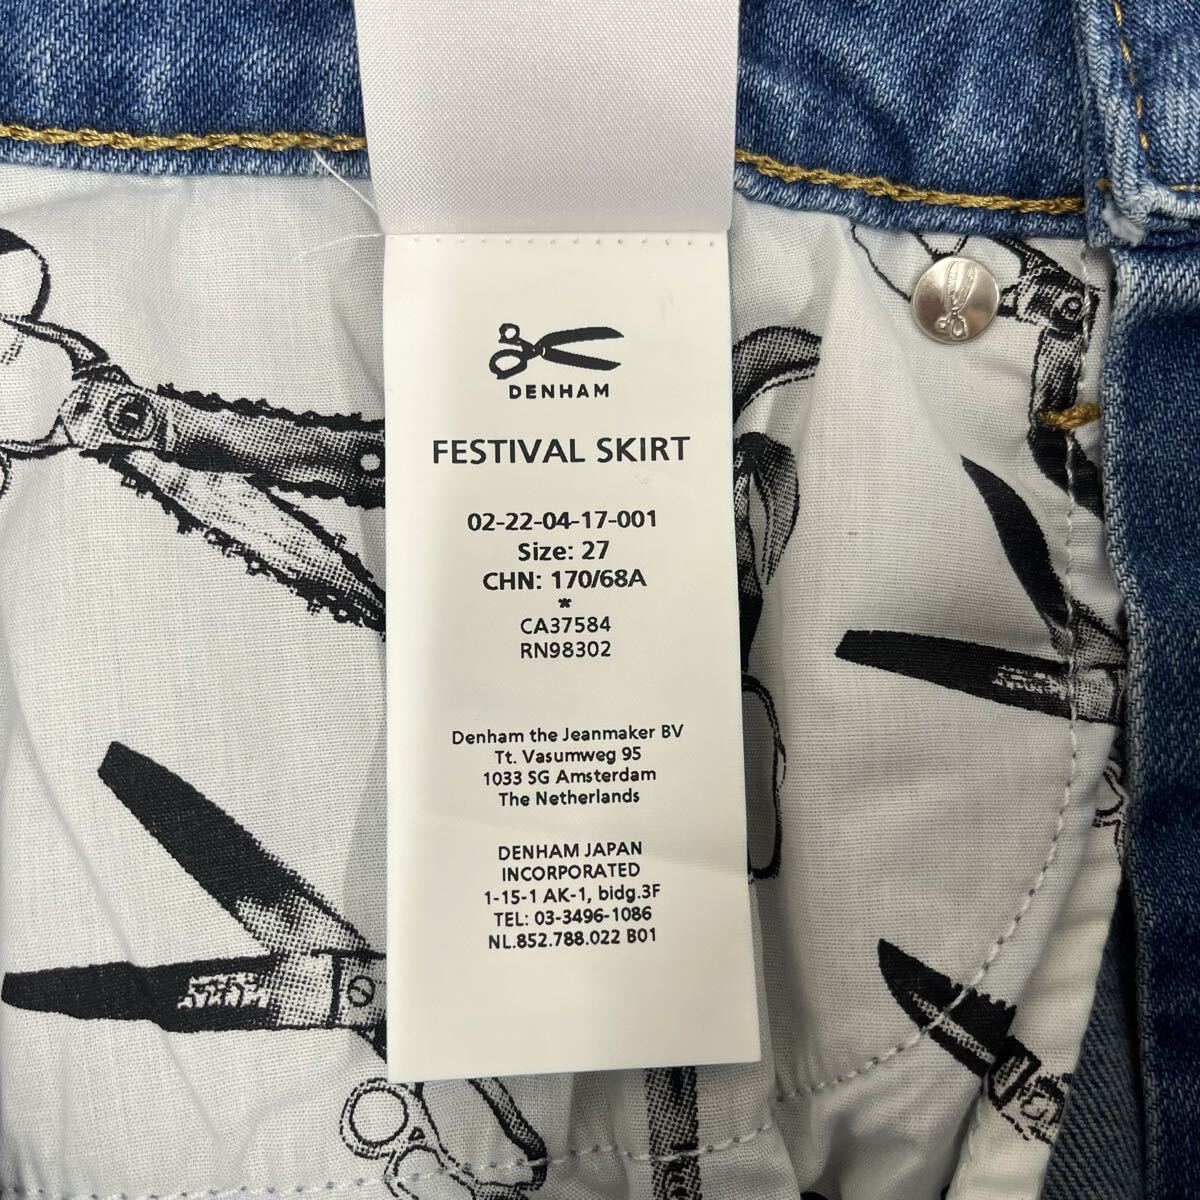 DENHAM
FESTIVAL SKIRT
02-22-04-17-001
Size: 27
CHN: 170/68A
*
CA37584
RN98302
Denham the Jeanmaker BV
Tt. Vasumweg 95
1033 SG Amsterdam
The Netherlands
DENHAM JAPAN
INCORPORATED
1-15-1 AK-1, bidg.3F
TEL: 03-3496-1086
NL.852.788.022 B01